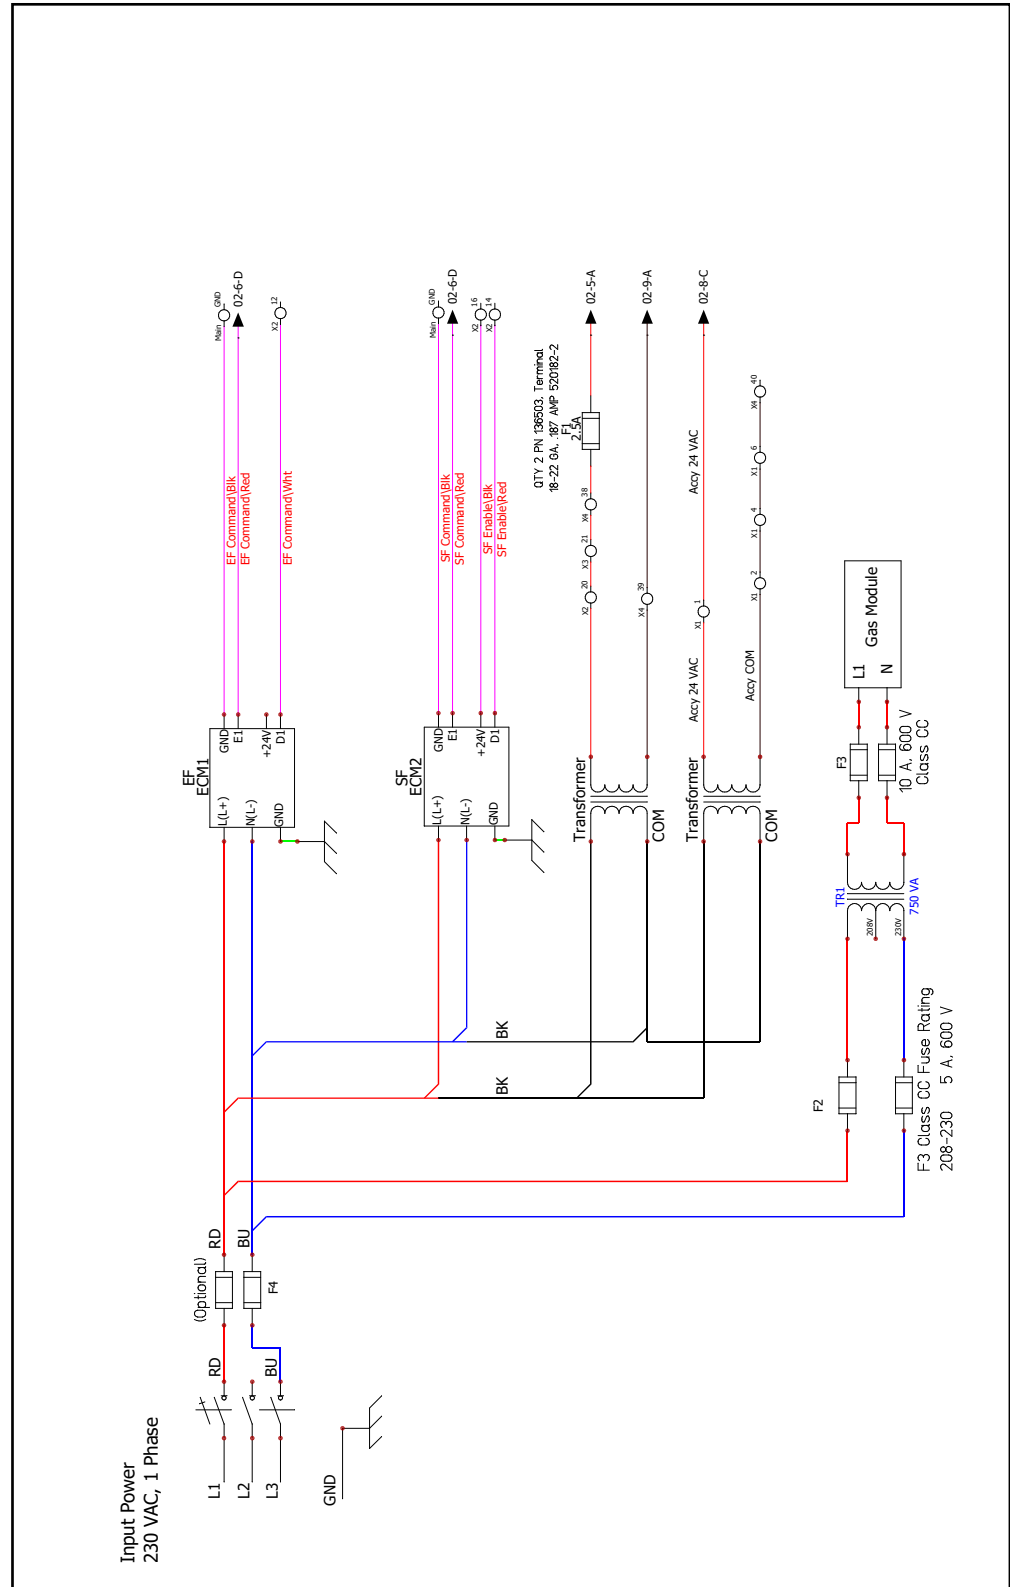 Input Power
230 VAC, 1 Phase
L1
L2
L3
GND
RD
BU
(Optional)
F4
RD
BU
EF
ECM1
L(L+)
N(L-)
GND
GND
E1
+24V
D1
EF Command\Blk
EF Command\Red
EF Command\Wht
Main
GND
02-6-D
X2
12
SF
ECM2
L(L+)
N(L-)
GND
GND
E1
+24V
D1
SF Command\Blk
SF Command\Red
SF Enable\Blk
SF Enable\Red
Main
GND
02-6-D
X2
16
X2
14
BK
BK
Transformer
COM
X2
20
X3
21
X4
38
F1
2.5A
QTY 2 PN 136503, Terminal
18-22 GA, .187 AMP 520182-2
02-5-A
X4
39
02-9-A
Transformer
COM
Accy 24 VAC
X1
1
Accy 24 VAC
02-8-C
Accy COM
X1
2
X1
4
X1
6
X4
40
F2
F3 Class CC Fuse Rating
208-230 5 A, 600 V
TR1
208V
230V
750 VA
F3
10 A, 600 V
Class CC
L1
N
Gas Module